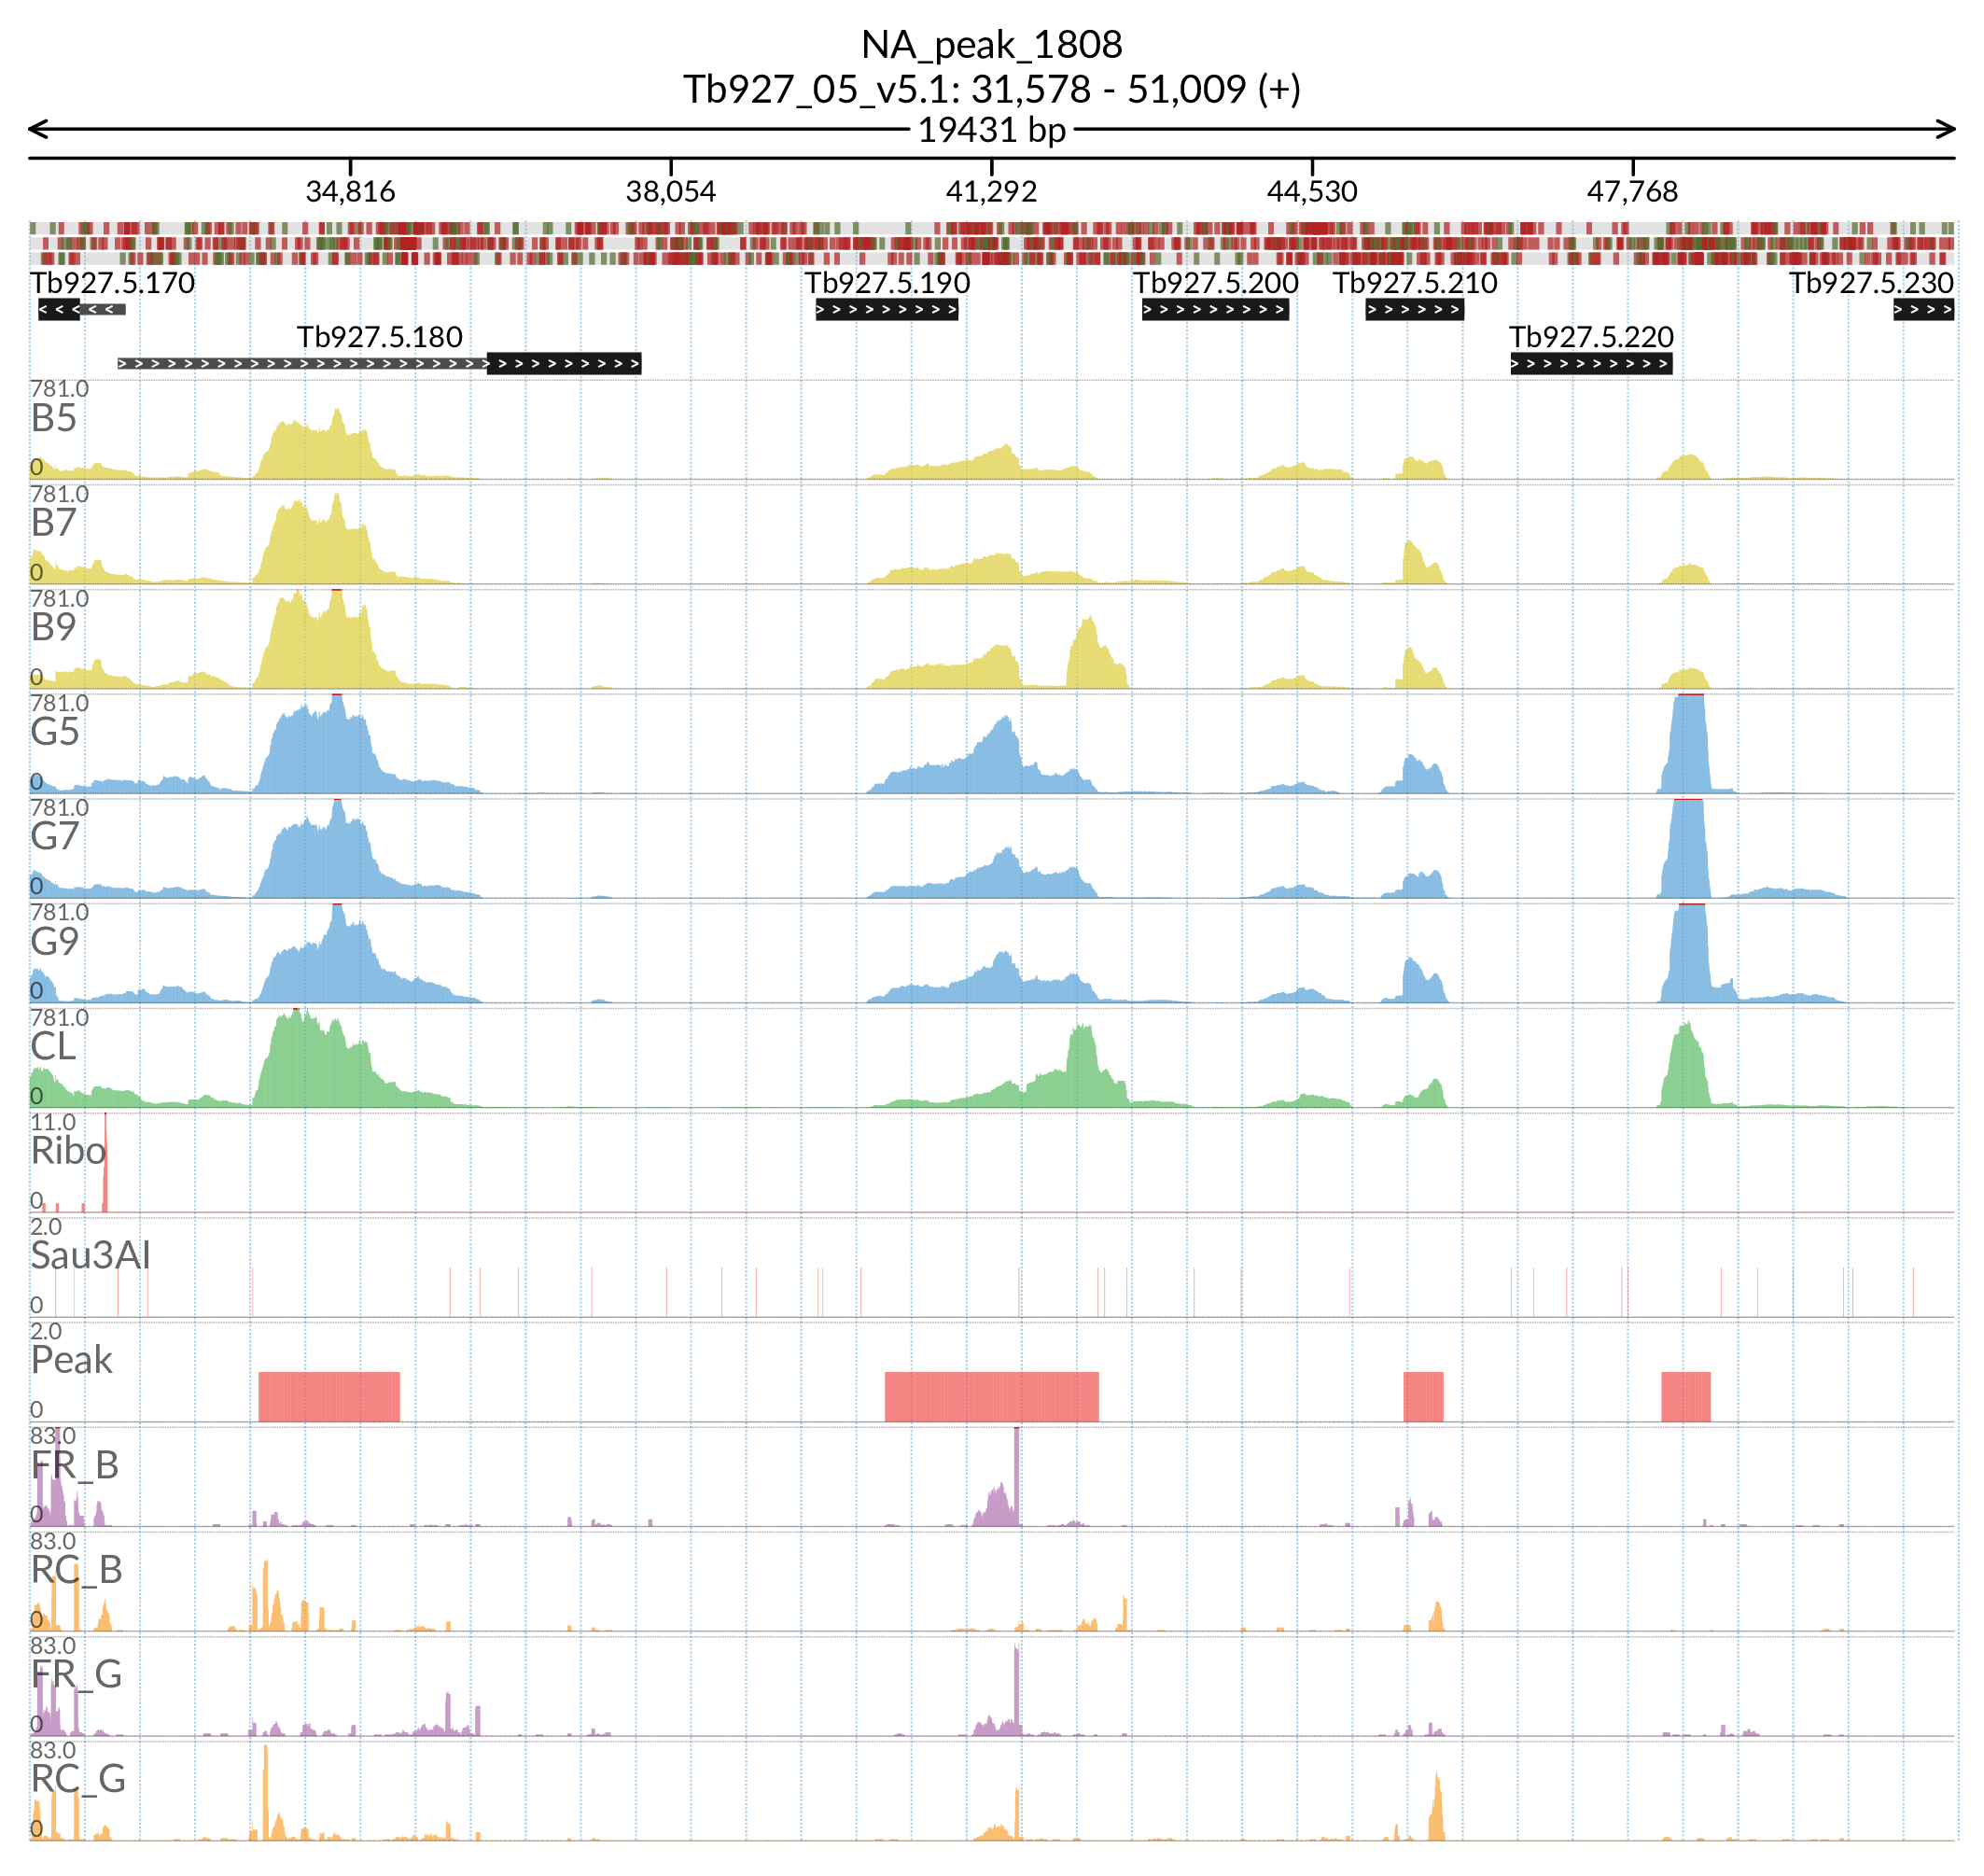 NA_peak_1808
Tb927_05_v5.1: 31,578 - 51,009 (+)
19431 bp
34,816 38,054 41,292 44,530 47,768
Tb927.5.170 Tb927.5.190 Tb927.5.200 Tb927.5.210 Tb927.5.230
Tb927.5.180 Tb927.5.220
781.0
B5
0
781.0
B7
0
781.0
B9
0
781.0
G5
0
781.0
G7
0
781.0
G9
0
781.0
CL
0
11.0
Ribo
0
2.0
Sau3AI
0
2.0
Peak
0
83.0
FR_B
0
83.0
RC_B
0
83.0
FR_G
0
83.0
RC_G
0